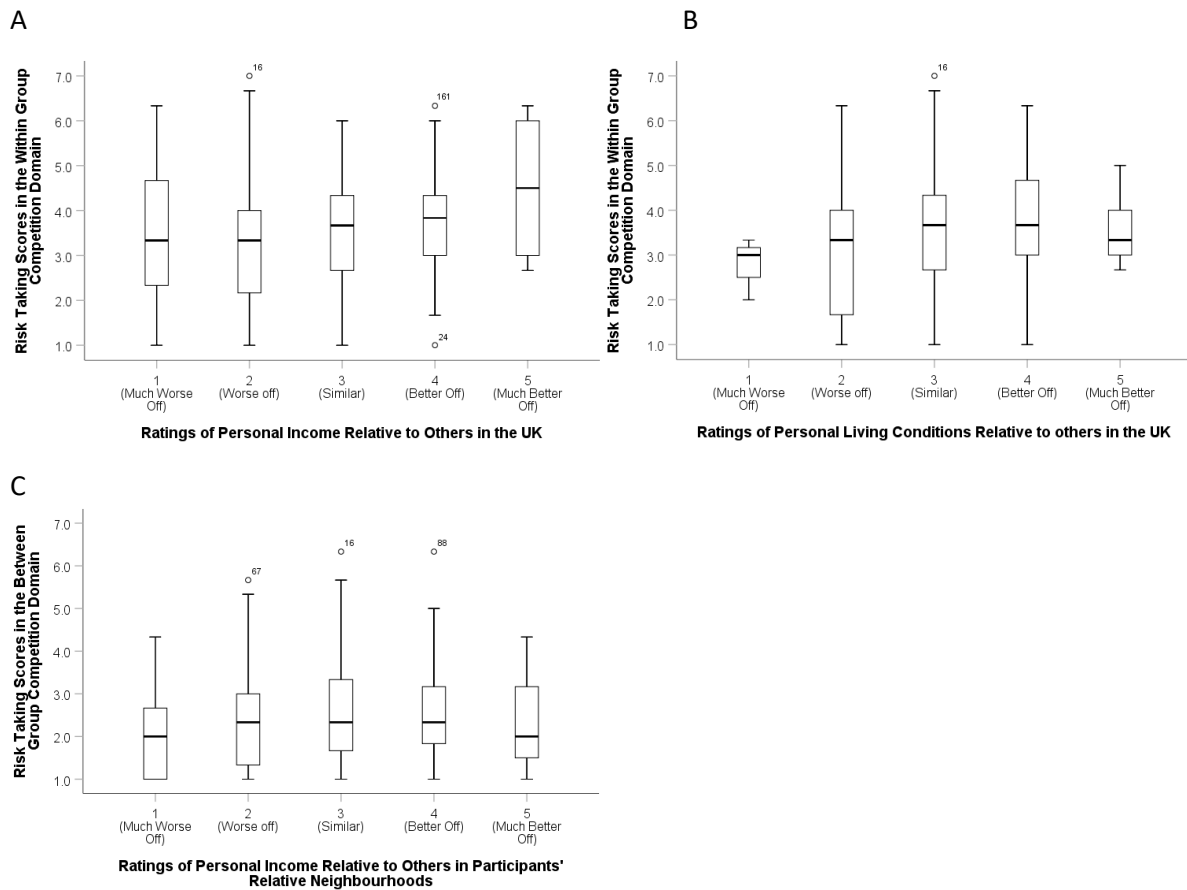 A
Risk Taking Scores in the Within Group
Competition Domain
7.0
6.0
5.0
4.0
3.0
2.0
1.0
16
161
24
1
(Much Worse
Off)
2
(Worse off)
3
(Similar)
4
(Better Off)
5
(Much Better
Off)
Ratings of Personal Income Relative to Others in the UK
B
Risk Taking Scores in the Within Group
Competition Domain
7.0
6.0
5.0
4.0
3.0
2.0
1.0
16
1
(Much Worse
Off)
2
(Worse off)
3
(Similar)
4
(Better Off)
5
(Much Better
Off)
Ratings of Personal Living Conditions Relative to others in the UK
C
Risk Taking Scores in the Between
Group Competition Domain
7.0
6.0
5.0
4.0
3.0
2.0
1.0
67
16
88
1
(Much Worse
Off)
2
(Worse off)
3
(Similar)
4
(Better Off)
5
(Much Better
Off)
Ratings of Personal Income Relative to Others in Participants'
Relative Neighbourhoods